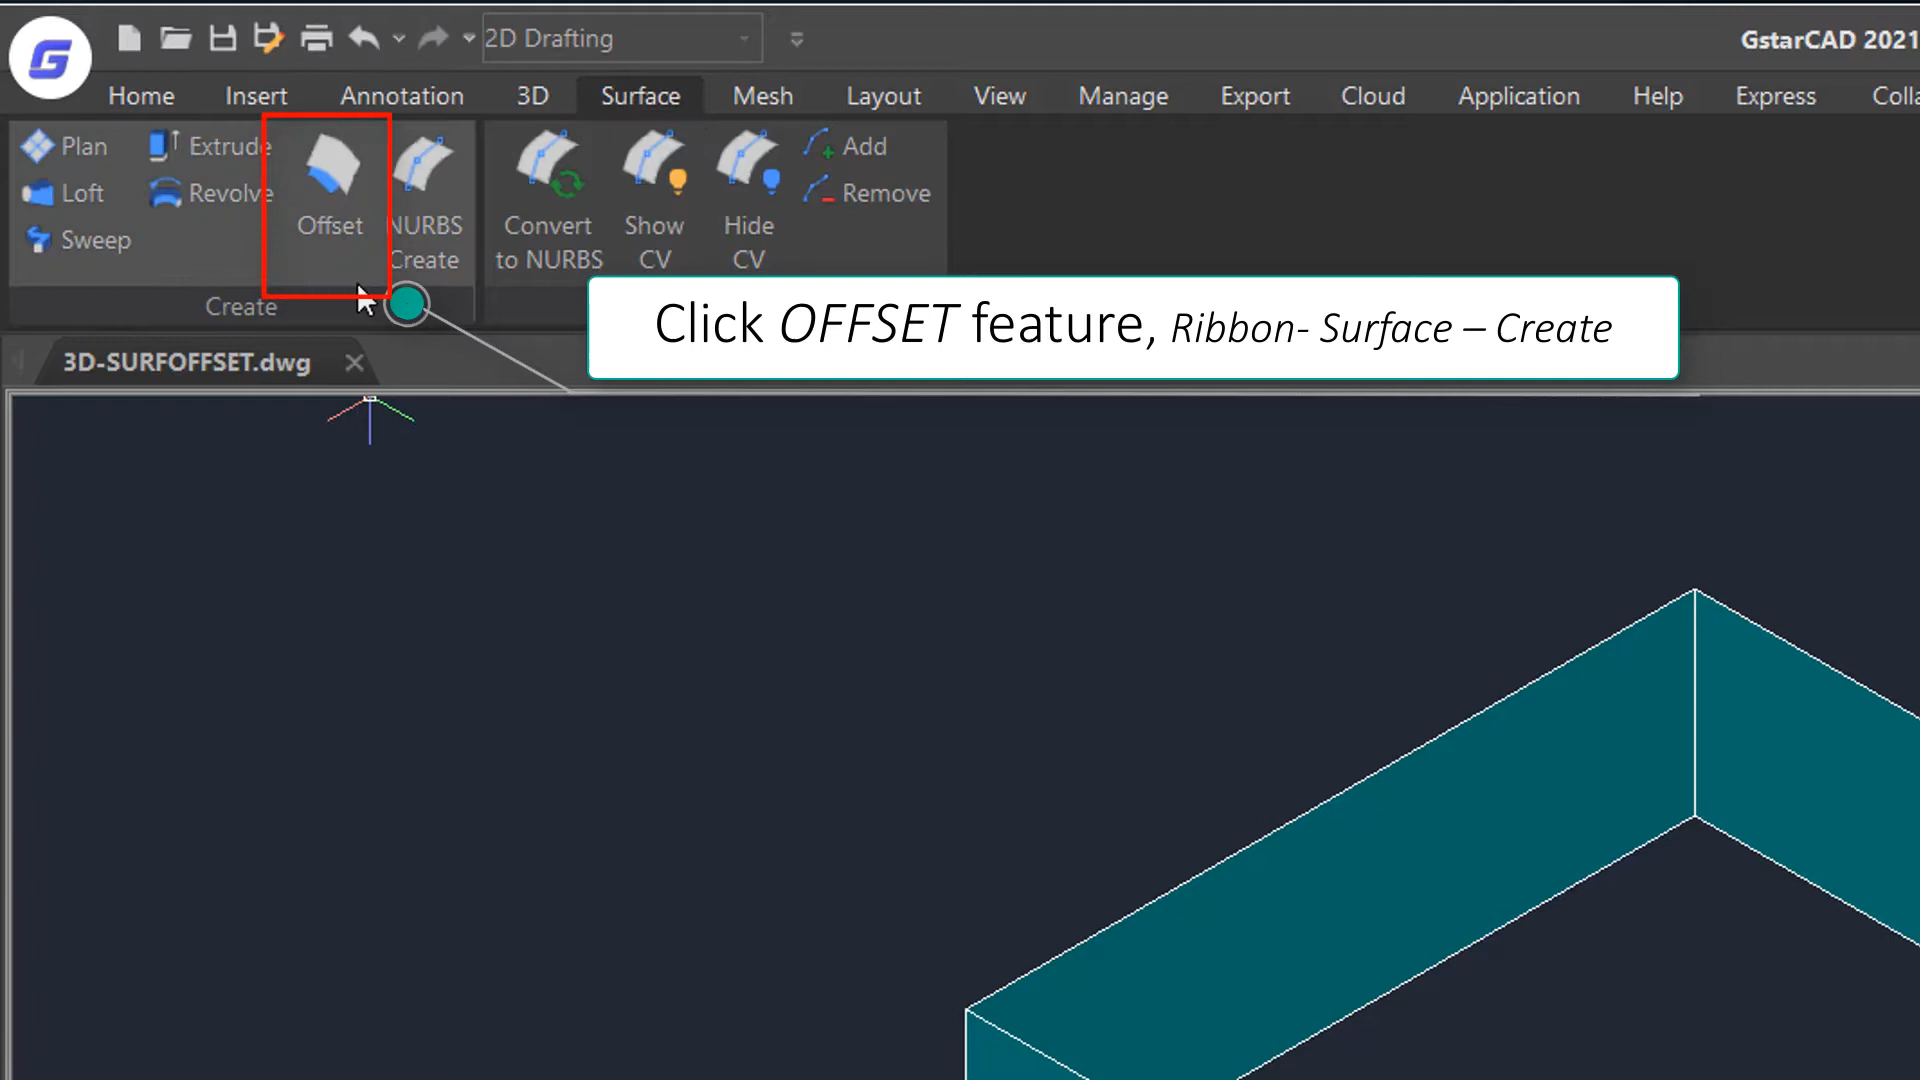 G
2D Drafting
GstarCAD 2021
Home Insert Annotation 3D Surface Mesh Layout View Manage Export Cloud Application Help Express Colla
Plan Extrude
Loft Revolve
Sweep
Offset
NURBS
Create
Convert
to NURBS
Show
CV
Hide
CV
Add
Remove
Create
Click OFFSET feature, Ribbon- Surface – Create
3D-SURFOFFSET.dwg